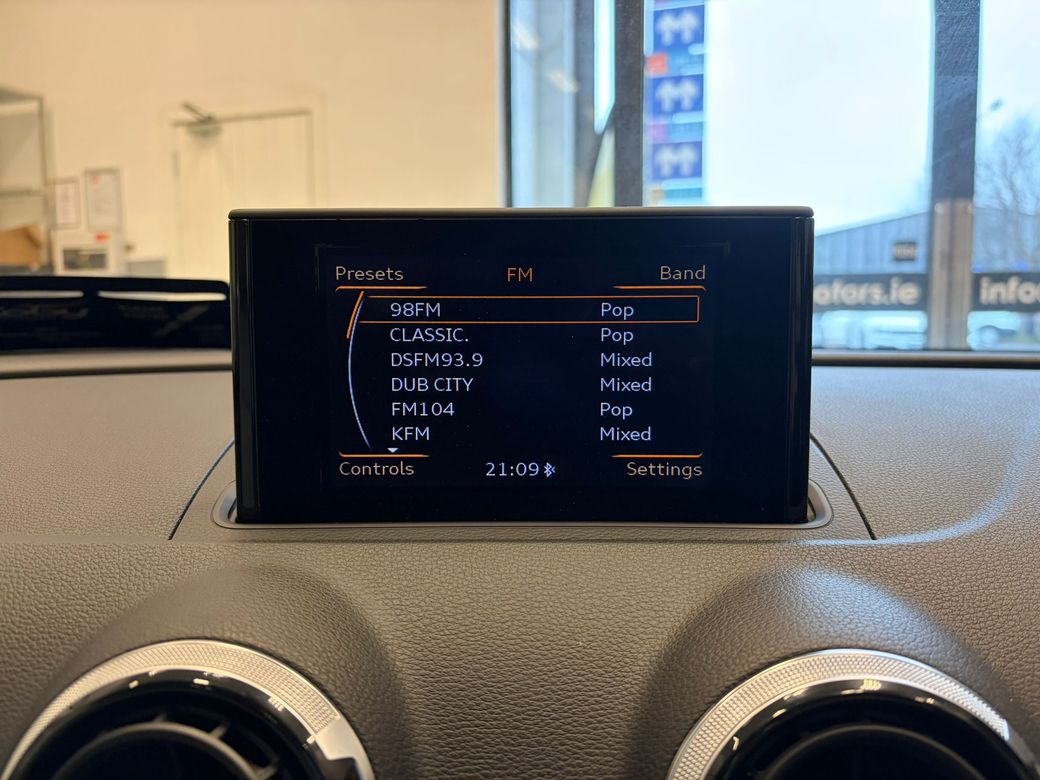 Presets FM Band
98FM Pop
CLASSIC. Pop
DSFM93.9 Mixed
DUB CITY Mixed
FM104 Pop
KFM Mixed
Controls 21:09 Settings
otors.ie
info